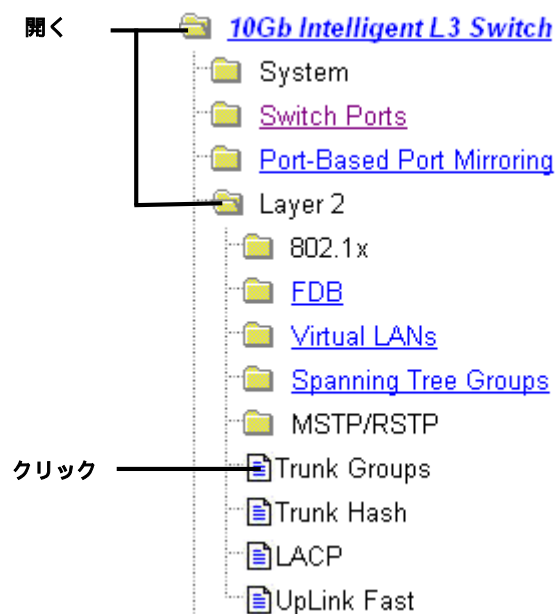 開く
10Gb Intelligent L3 Switch
System
Switch Ports
Port-Based Port Mirroring
Layer 2
802.1x
FDB
Virtual LANs
Spanning Tree Groups
MSTP/RSTP
クリック
Trunk Groups
Trunk Hash
LACP
UpLink Fast